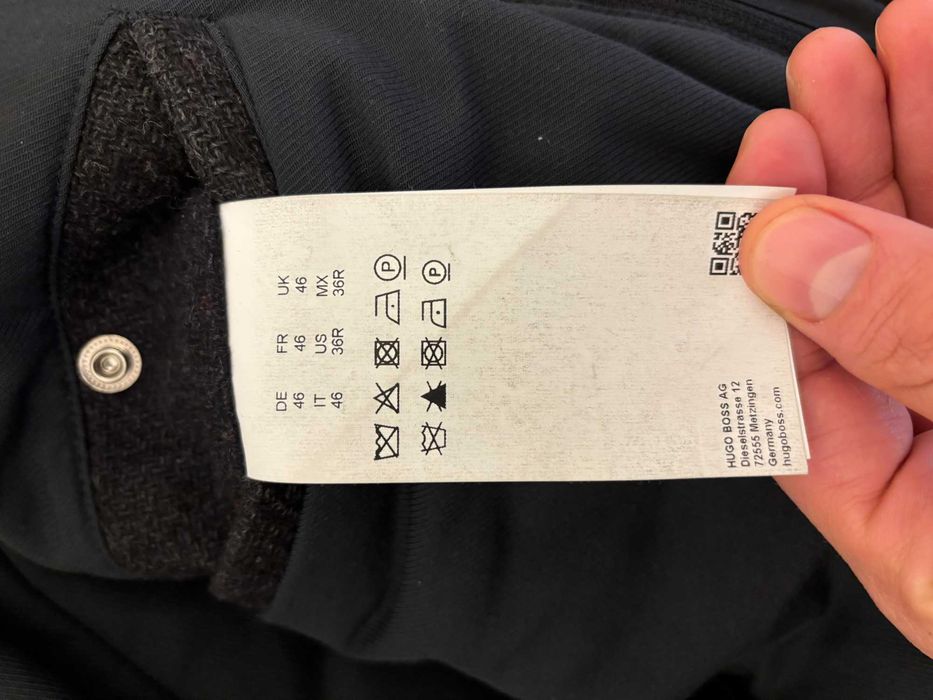 DE FR UK
46 46 46
IT US MX
46 36R 36R
P
P
HUGO BOSS AG
Dieselstrasse 12
72555 Metzingen
Germany
hugoboss.com